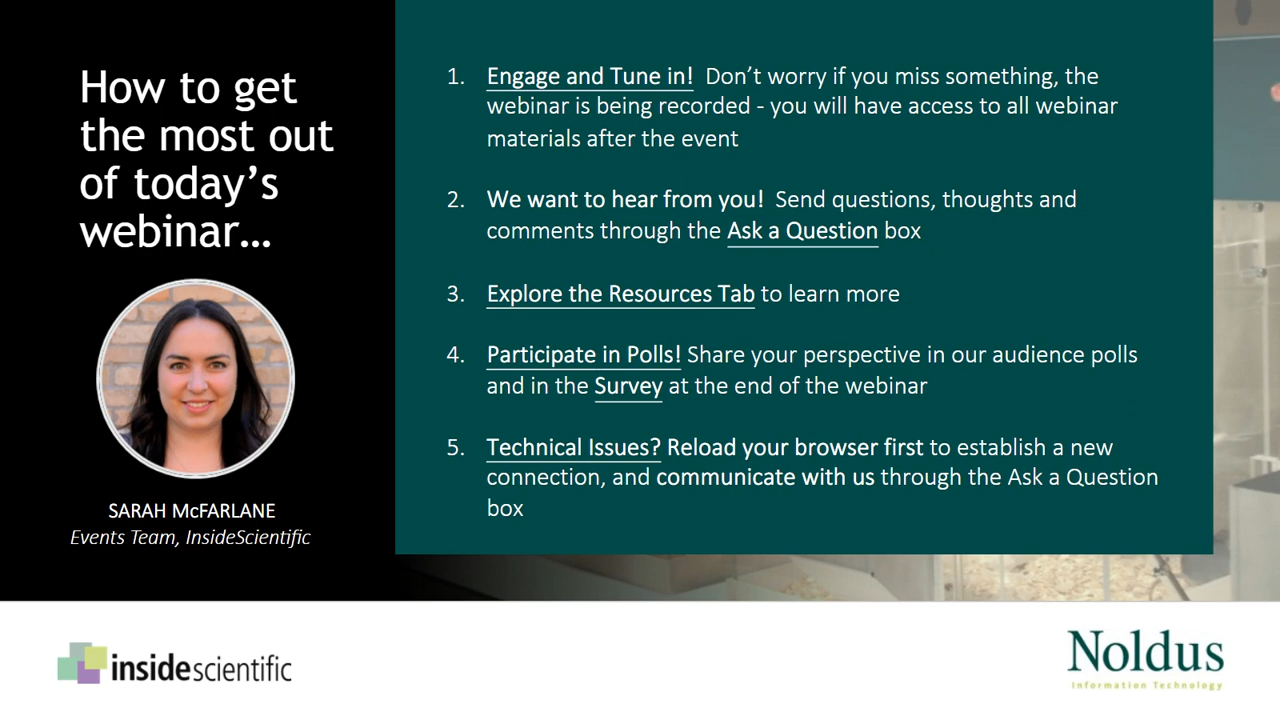 How to get
the most out
of today’s
webinar…
SARAH McFARLANE
Events Team, InsideScientific
1. Engage and Tune in! Don’t worry if you miss something, the
webinar is being recorded - you will have access to all webinar
materials after the event
2. We want to hear from you! Send questions, thoughts and
comments through the Ask a Question box
3. Explore the Resources Tab to learn more
4. Participate in Polls! Share your perspective in our audience polls
and in the Survey at the end of the webinar
5. Technical Issues? Reload your browser first to establish a new
connection, and communicate with us through the Ask a Question
box
insidescientific
Noldus
Information Technology